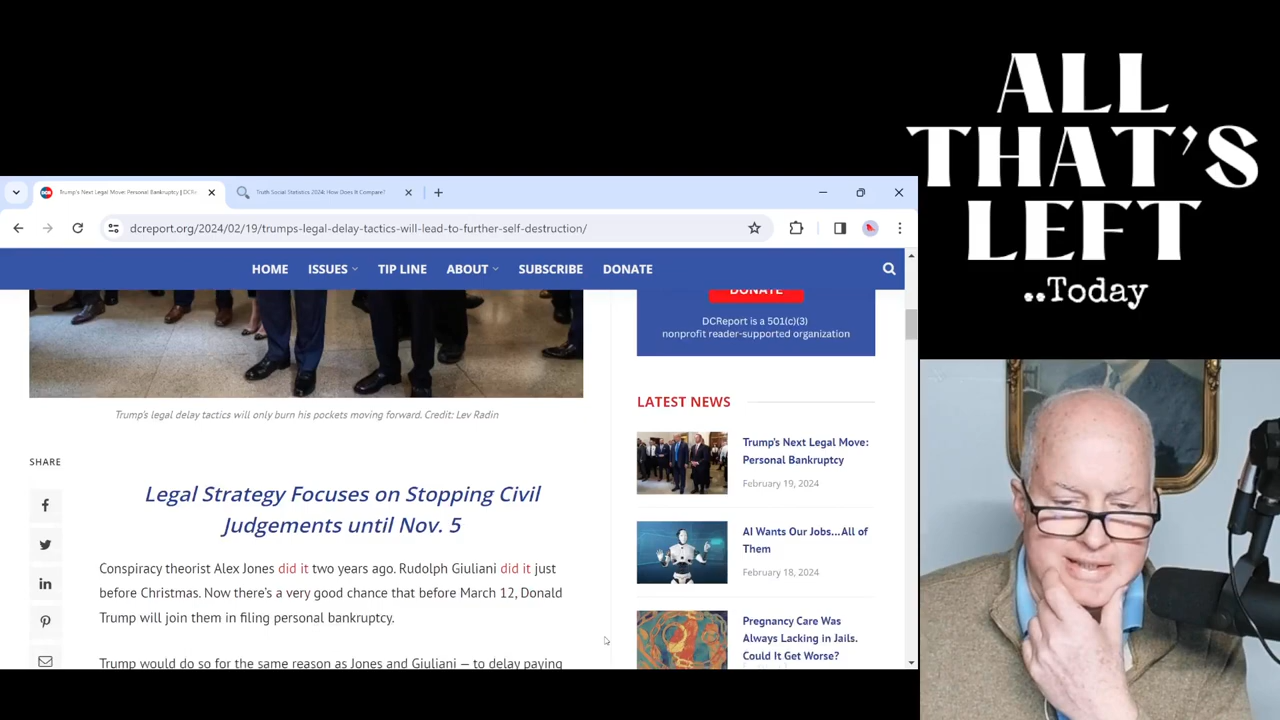 ALL
THAT'S
LEFT
..Today
Trump's Next Legal Move: Personal Bankruptcy | DCRe
Truth Social Statistics 2024: How Does It Compare?
dcreport.org/2024/02/19/trumps-legal-delay-tactics-will-lead-to-further-self-destruction/
HOME ISSUES TIP LINE ABOUT SUBSCRIBE DONATE
DONATE
DCReport is a 501(c)(3)
nonprofit reader-supported organization
Trump's legal delay tactics will only burn his pockets moving forward. Credit: Lev Radin
SHARE
Legal Strategy Focuses on Stopping Civil
Judgements until Nov. 5
Conspiracy theorist Alex Jones did it two years ago. Rudolph Giuliani did it just
before Christmas. Now there's a very good chance that before March 12, Donald
Trump will join them in filing personal bankruptcy.
Trump would do so for the same reason as Jones and Giuliani — to delay paying
LATEST NEWS
Trump's Next Legal Move:
Personal Bankruptcy
February 19, 2024
AI Wants Our Jobs...All of
Them
February 18, 2024
Pregnancy Care Was
Always Lacking in Jails.
Could It Get Worse?